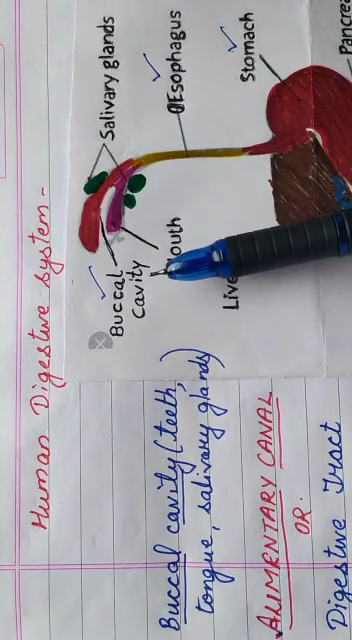 Human Digestive system-
Salivary glands
Esophagus
Stomach
Buccal
cavity
outh
Live
Pancrea
Buccal cavity (teeth,
tongue, salivary glands)
ALIMENTARY CANAL
OR.
Digestive Tract